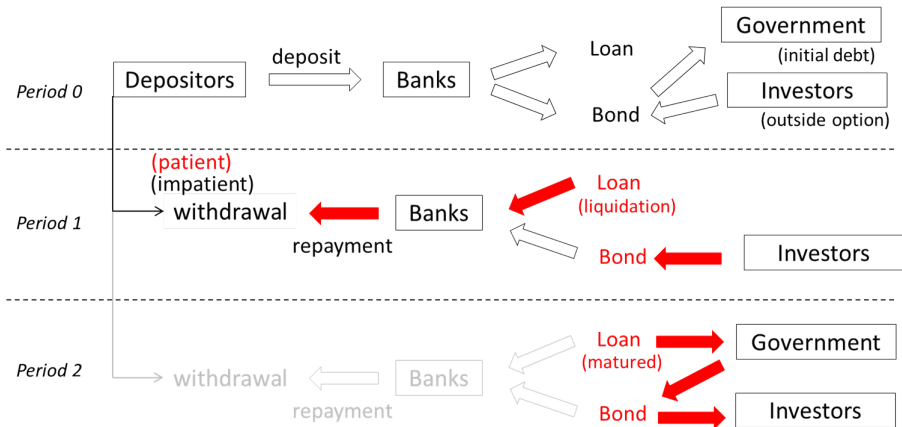 Government
(initial debt)
Loan
deposit
Period 0
Depositors
Banks
Investors
Bond
(outside option)
(patient)
(impatient)
Loan
(liquidation)
Period 1
withdrawal
Banks
repayment
Bond
Investors
Loan
(matured)
Government
Period 2
withdrawal
Banks
repayment
Bond
Investors